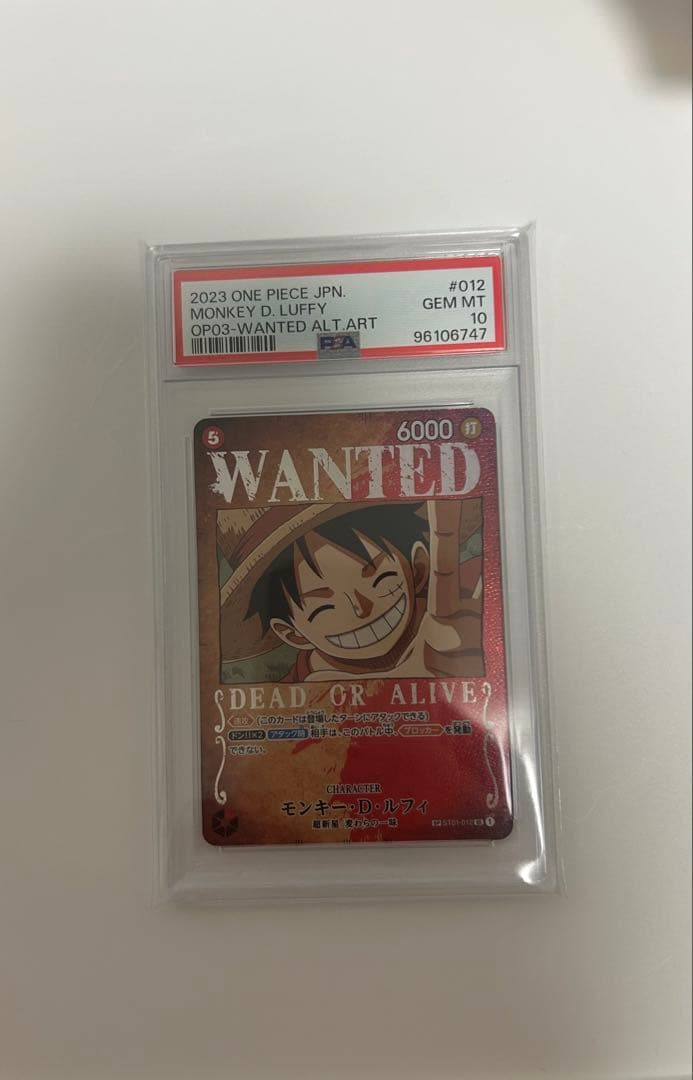 2023 ONE PIECE JPN. #012
MONKEY D. LUFFY GEM MT
OP03-WANTED ALT.ART 10
PSA 96106747
5 6000 打
WANTED
DEAD OR ALIVE
速攻 (このカードは登場したターンにアタックできる)
ドン!!×2 アタック時 相手は、このバトル中、ブロッカー を発動
できない。
CHARACTER
モンキー・D・ルフィ
超新星 麦わらの一味
SP ST01-012 1